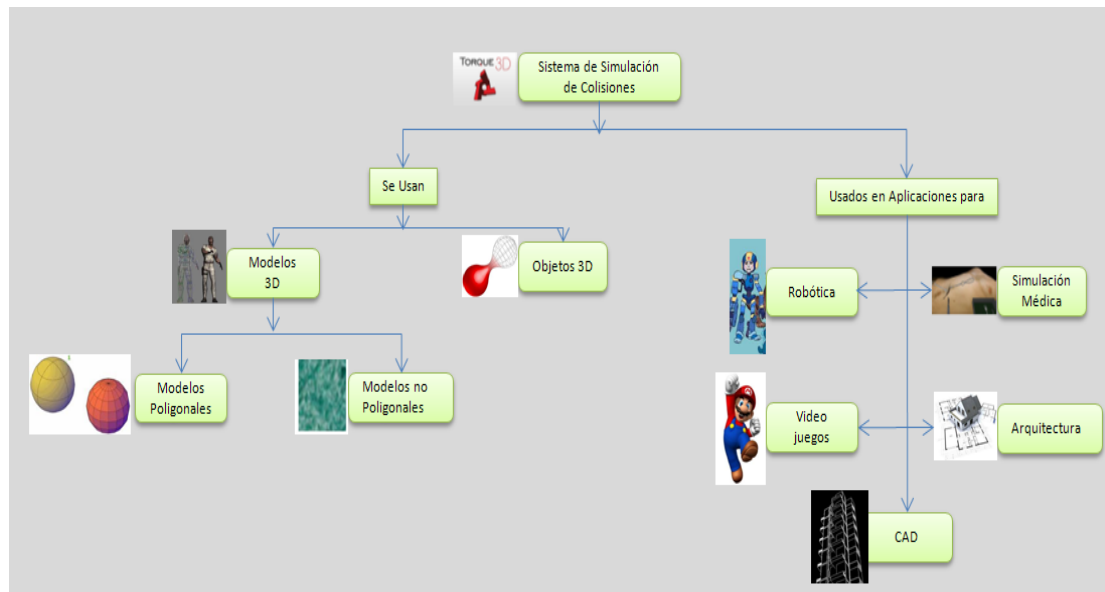 TORQUE 3D
Sistema de Simulación
de Colisiones
Se Usan
Usados en Aplicaciones para
Modelos
3D
Objetos 3D
Robótica
Simulación
Médica
Modelos
Poligonales
Modelos no
Poligonales
Video
juegos
Arquitectura
CAD